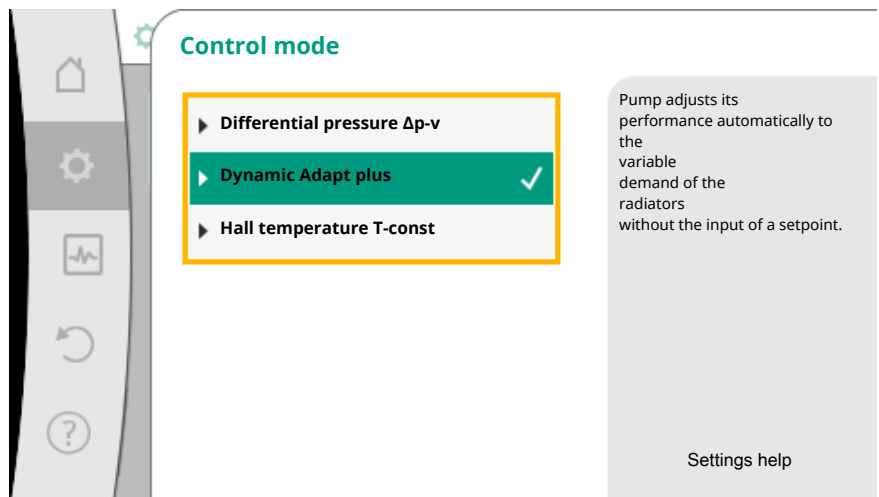 Control mode
Differential pressure Δp-v
Dynamic Adapt plus
Hall temperature T-const
Pump adjusts its
performance automatically to
the
variable
demand of the
radiators
without the input of a setpoint.
?
Settings help